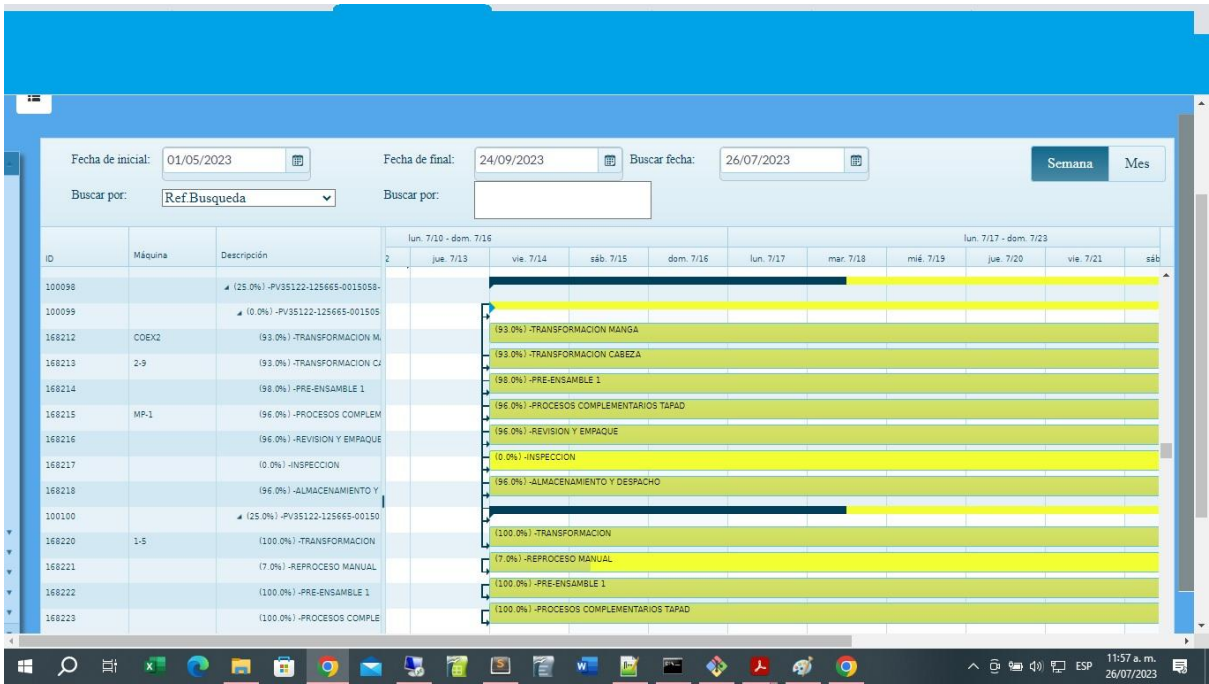 Fecha de inicial: 01/05/2023 Fecha de final: 24/09/2023 Buscar fecha: 26/07/2023 Semana Mes
Buscar por: Ref.Busqueda Buscar por:
lun. 7/10 - dom. 7/16 lun. 7/17 - dom. 7/23
ID Máquina Descripción 2 jue. 7/13 vie. 7/14 sáb. 7/15 dom. 7/16 lun. 7/17 mar. 7/18 mié. 7/19 jue. 7/20 vie. 7/21 sáb
100098 (25.0%) -PV35122-125665-0015058-
100099 (0.0%) -PV35122-125665-001505
168212 COEX2 (93.0%) -TRANSFORMACION M (93.0%) -TRANSFORMACION MANGA
168213 2-9 (93.0%) -TRANSFORMACION CA (93.0%) -TRANSFORMACION CABEZA
168214 (98.0%) -PRE-ENSAMBLE 1 (98.0%) -PRE-ENSAMBLE 1
168215 MP-1 (96.0%) -PROCESOS COMPLEM (96.0%) -PROCESOS COMPLEMENTARIOS TAPAD
168216 (96.0%) -REVISION Y EMPAQUE (96.0%) -REVISION Y EMPAQUE
168217 (0.0%) -INSPECCION (0.0%) -INSPECCION
168218 (96.0%) -ALMACENAMIENTO Y (96.0%) -ALMACENAMIENTO Y DESPACHO
100100 (25.0%) -PV35122-125665-00150
168220 1-5 (100.0%) -TRANSFORMACION (100.0%) -TRANSFORMACION
168221 (7.0%) -REPROCESO MANUAL (7.0%) -REPROCESO MANUAL
168222 (100.0%) -PRE-ENSAMBLE 1 (100.0%) -PRE-ENSAMBLE 1
168223 (100.0%) -PROCESOS COMPLE (100.0%) -PROCESOS COMPLEMENTARIOS TAPAD
ESP 11:57 a. m.
26/07/2023